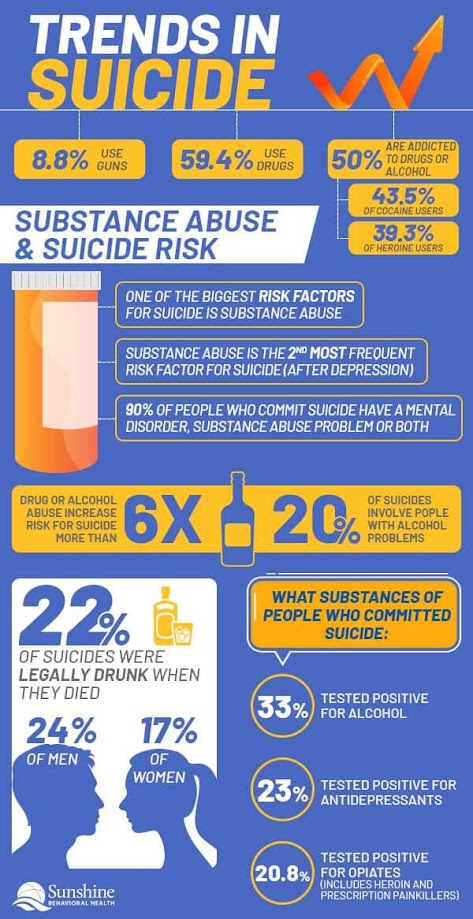 TRENDS IN
SUICIDE
8.8% USE
GUNS
59.4% USE
DRUGS
50% ARE ADDICTED
TO DRUGS OR
ALCOHOL
43.5%
OF COCAINE USERS
39.3%
OF HEROINE USERS
SUBSTANCE ABUSE
& SUICIDE RISK
ONE OF THE BIGGEST RISK FACTORS
FOR SUICIDE IS SUBSTANCE ABUSE
SUBSTANCE ABUSE IS THE 2ND MOST FREQUENT
RISK FACTOR FOR SUICIDE (AFTER DEPRESSION)
90% OF PEOPLE WHO COMMIT SUICIDE HAVE A MENTAL
DISORDER, SUBSTANCE ABUSE PROBLEM OR BOTH
DRUG OR ALCOHOL
ABUSE INCREASE
RISK FOR SUICIDE
MORE THAN
6X
20%
OF SUICIDES
INVOLVE POPLE
WITH ALCOHOL
PROBLEMS
22%
OF SUICIDES WERE
LEGALLY DRUNK WHEN
THEY DIED
24%
OF MEN
17%
OF
WOMEN
WHAT SUBSTANCES OF
PEOPLE WHO COMMITTED
SUICIDE:
33% TESTED POSITIVE
FOR ALCOHOL
23% TESTED POSITIVE FOR
ANTIDEPRESSANTS
20.8% TESTED POSITIVE
FOR OPIATES
(INCLUDES HEROIN AND
PRESCRIPTION PAINKILLERS)
Sunshine
BEHAVIORAL HEALTH